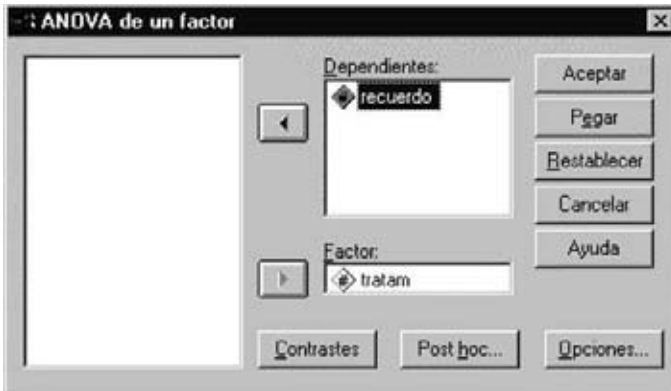 ANOVA de un factor
Dependientes:
recuerdo
Factor:
tratam
Aceptar
Pegar
Restablecer
Cancelar
Ayuda
Contrastes
Post hoc...
Opciones...